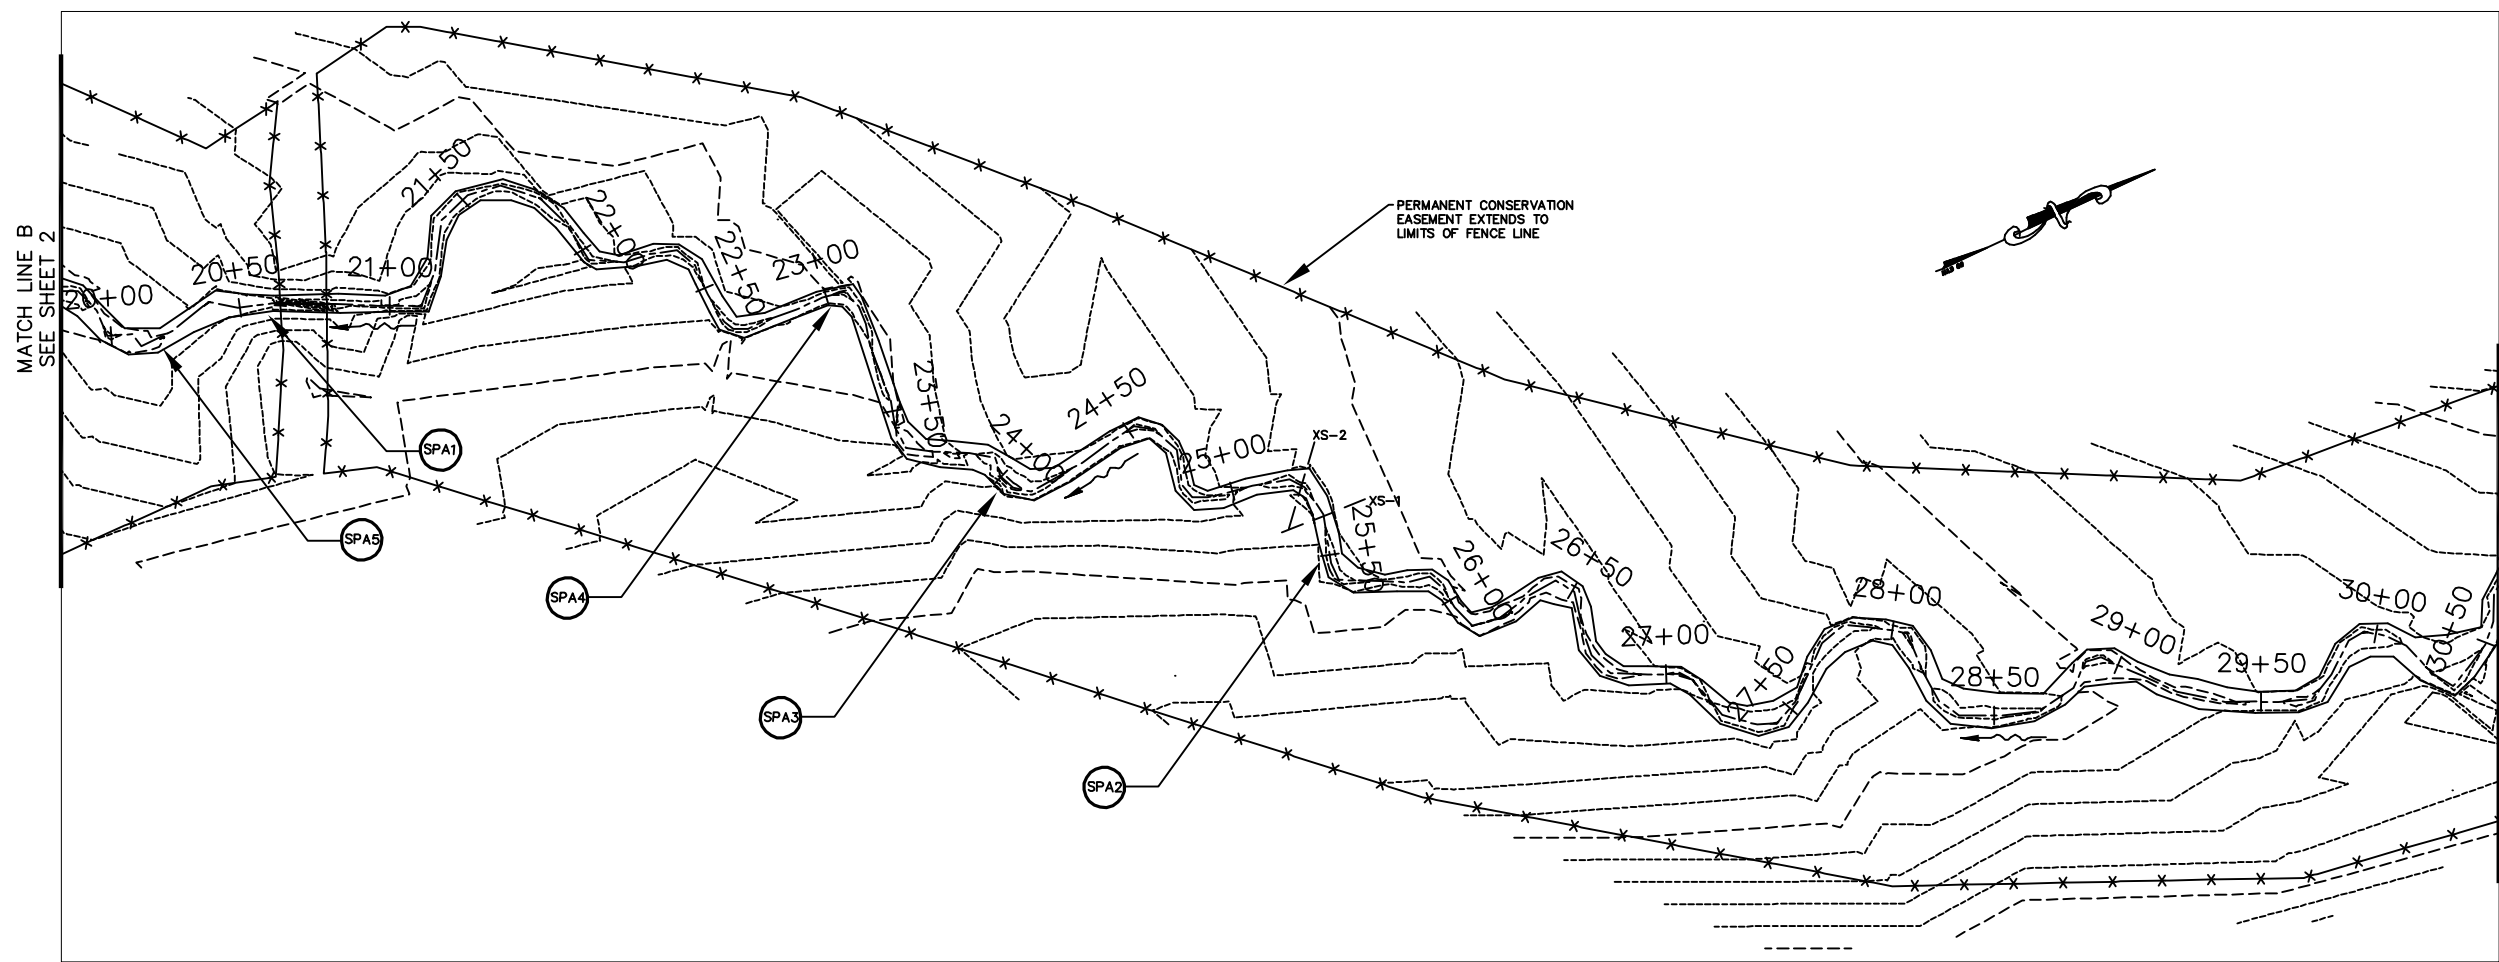 MATCH LINE B
SEE SHEET 2
20+00
20+50
21+00
21+50
22+00
22+50
23+00
23+50
24+00
24+50
25+00
25+50
26+00
26+50
27+00
27+50
28+00
28+50
29+00
29+50
30+00
30+50
PERMANENT CONSERVATION
EASEMENT EXTENDS TO
LIMITS OF FENCE LINE
XS-2
XS-1
SPA1
SPA5
SPA4
SPA3
SPA2